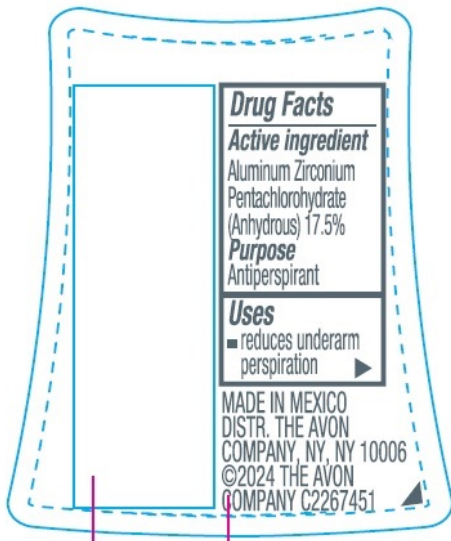 Drug Facts
Active ingredient
Aluminum Zirconium
Pentachlorohydrate
(Anhydrous) 17.5%
Purpose
Antiperspirant
Uses
■ reduces underarm
perspiration ▶
MADE IN MEXICO
DISTR. THE AVON
COMPANY, NY, NY 10006
©2024 THE AVON
COMPANY C2267451